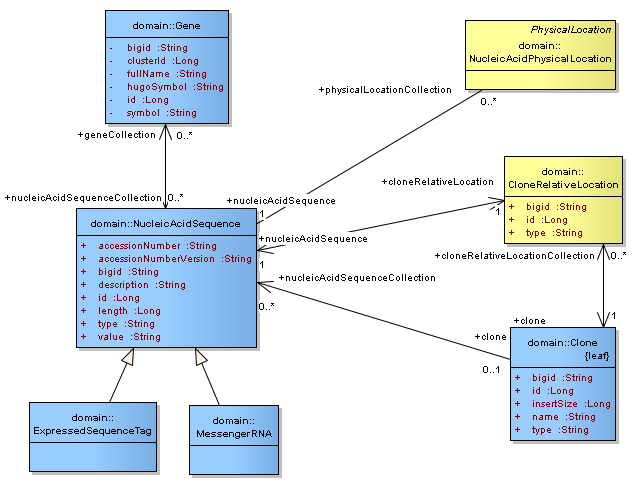 domain::Gene
- bigid :String
- clusterId :Long
- fullName :String
- hugoSymbol :String
- id :Long
- symbol :String
PhysicalLocation
domain::
NucleicAcidPhysicalLocation
+physicalLocationCollection
0..*
+geneCollection
0..*
+nucleicAcidSequenceCollection
0..*
+nucleicAcidSequence
1
+cloneRelativeLocation
1
domain::
CloneRelativeLocation
+ bigid :String
+ id :Long
+ type :String
domain::NucleicAcidSequence
+ accessionNumber :String
+ accessionNumberVersion :String
+ bigid :String
+ description :String
+ id :Long
+ length :Long
+ type :String
+ value :String
+nucleicAcidSequence
1
+cloneRelativeLocationCollection
0..*
+nucleicAcidSequenceCollection
0..*
+clone
1
+clone
0..1
domain::Clone
{leaf}
+ bigid :String
+ id :Long
+ insertSize :Long
+ name :String
+ type :String
domain::
ExpressedSequenceTag
domain::
MessengerRNA